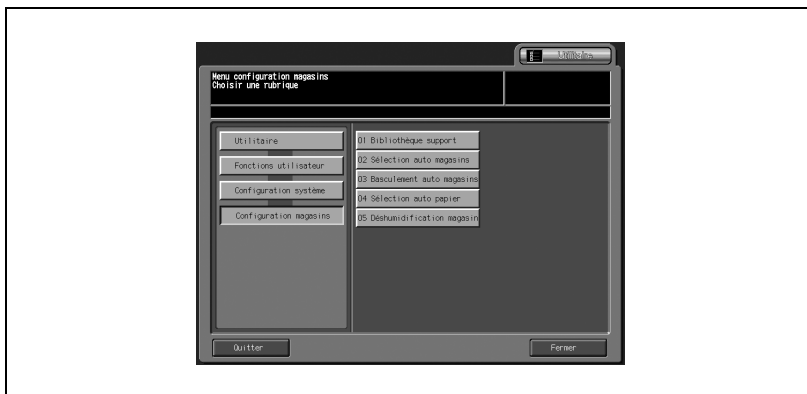 Utilitaire
Menu configuration magasins
Choisir une rubrique
Utilitaire
Fonctions utilisateur
Configuration système
Configuration magasins
01 Bibliothèque support
02 Sélection auto magasins
03 Basculement auto magasins
04 Sélection auto papier
05 Déshumidification magasin
Quitter
Fermer